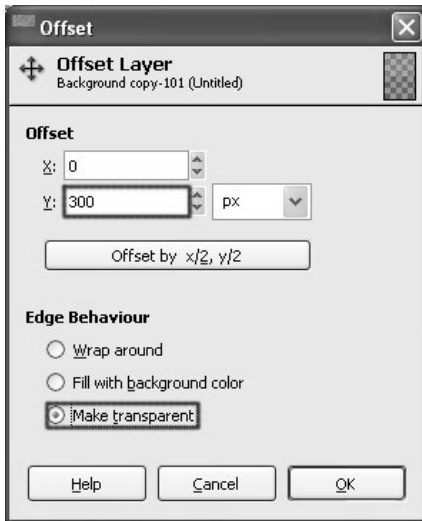 Offset
Offset Layer
Background copy-101 (Untitled)
Offset
X: 0
Y: 300 px
Offset by x/2, y/2
Edge Behaviour
Wrap around
Fill with background color
Make transparent
Help Cancel OK